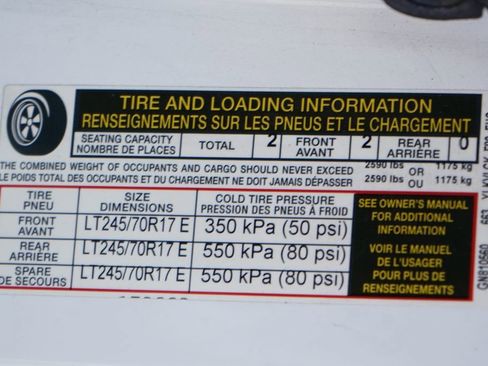 TIRE AND LOADING INFORMATION
RENSEIGNEMENTS SUR LES PNEUS ET LE CHARGEMENT
SEATING CAPACITY
NOMBRE DE PLACES
TOTAL 2
FRONT
AVANT 2
REAR
ARRIÈRE 0
THE COMBINED WEIGHT OF OCCUPANTS AND CARGO SHOULD NEVER EXCEED 2590 lbs OR 1175 kg
LE POIDS TOTAL DES OCCUPANTS ET DU CHARGEMENT NE DOIT JAMAIS DÉPASSER 2590 lbs OU 1175 kg
TIRE
PNEU
SIZE
DIMENSIONS
COLD TIRE PRESSURE
PRESSION DES PNEUS À FROID
FRONT
AVANT
LT245/70R17 E
350 kPa (50 psi)
REAR
ARRIÈRE
LT245/70R17 E
550 kPa (80 psi)
SPARE
DE SECOURS
LT245/70R17 E
550 kPa (80 psi)
SEE OWNER'S MANUAL
FOR ADDITIONAL
INFORMATION
VOIR LE MANUEL
DE L'USAGER
POUR PLUS DE
RENSEIGNEMENTS
GN810560